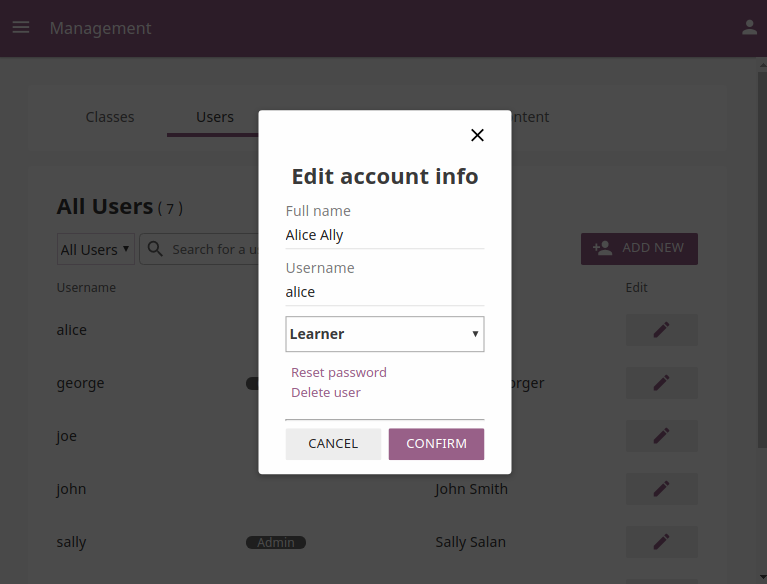 Management
Classes Users ntent
Edit account info
Full name
Alice Ally
Username
alice
Learner
Reset password
Delete user
CANCEL CONFIRM
All Users ( 7 )
All Users Search for a u ADD NEW
Username Edit
alice
george orger
joe
john John Smith
sally Admin Sally Salan